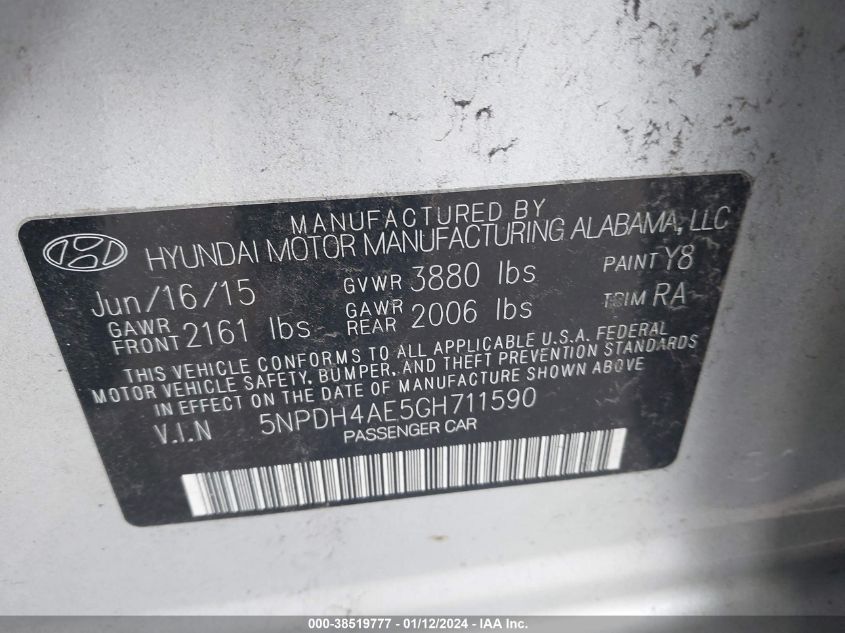 MANUFACTURED BY
HYUNDAI MOTOR MANUFACTURING ALABAMA, LLC
Jun/16/15 GVWR 3880 lbs PAINT Y8
GAWR FRONT 2161 lbs GAWR REAR 2006 lbs TRIM RA
THIS VEHICLE CONFORMS TO ALL APPLICABLE U.S.A. FEDERAL
MOTOR VEHICLE SAFETY, BUMPER, AND THEFT PREVENTION STANDARDS
IN EFFECT ON THE DATE OF MANUFACTURE SHOWN ABOVE
V.I.N 5NPDH4AE5GH711590
PASSENGER CAR
000-38519777 - 01/12/2024 - IAA Inc.